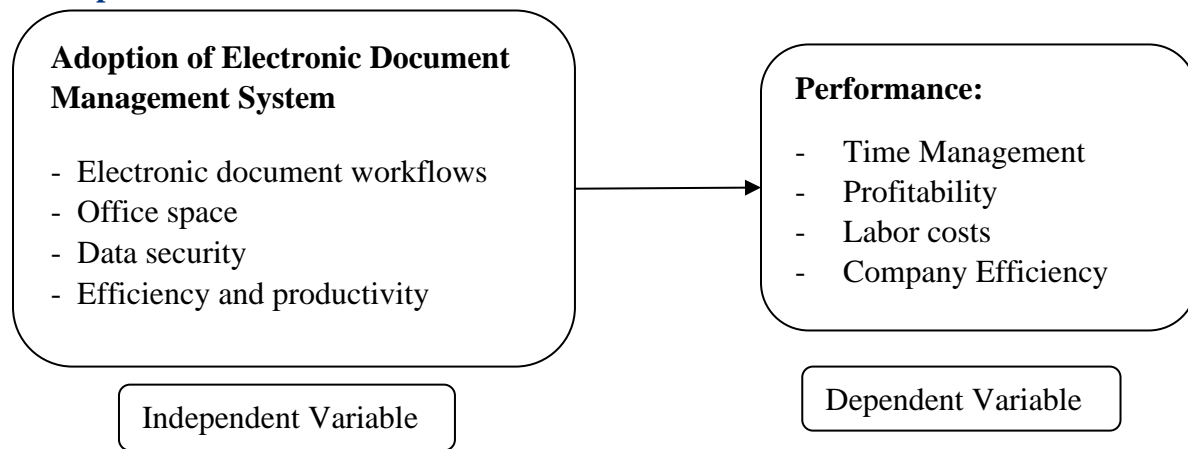 Adoption of Electronic Document
Management System
- Electronic document workflows
- Office space
- Data security
- Efficiency and productivity
Independent Variable
Performance:
- Time Management
- Profitability
- Labor costs
- Company Efficiency
Dependent Variable